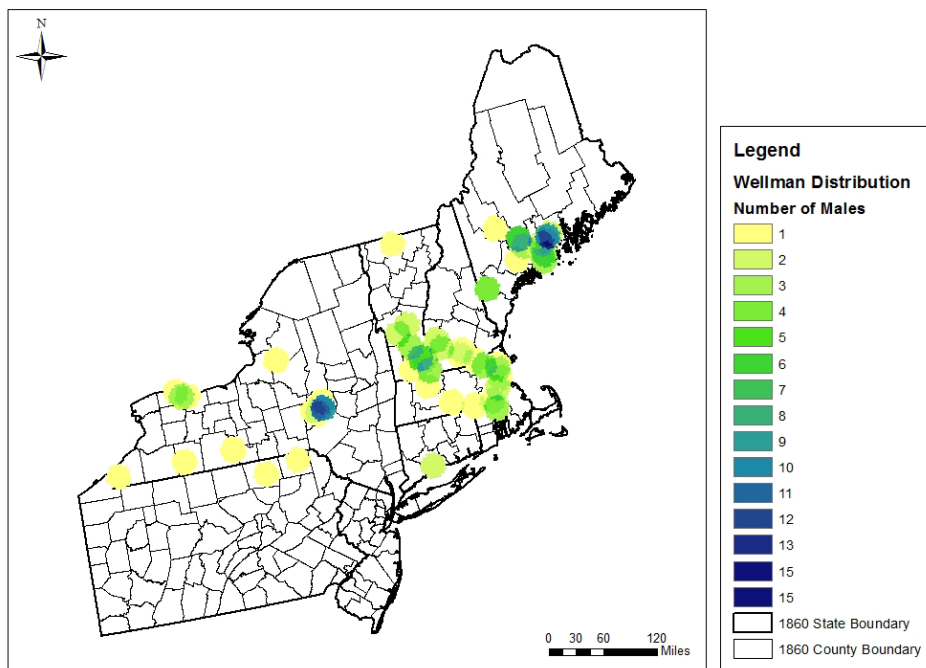 N
Legend
Wellman Distribution
Number of Males
1
2
3
4
5
6
7
8
9
10
11
12
13
15
15
1860 State Boundary
1860 County Boundary
0 30 60 120
Miles